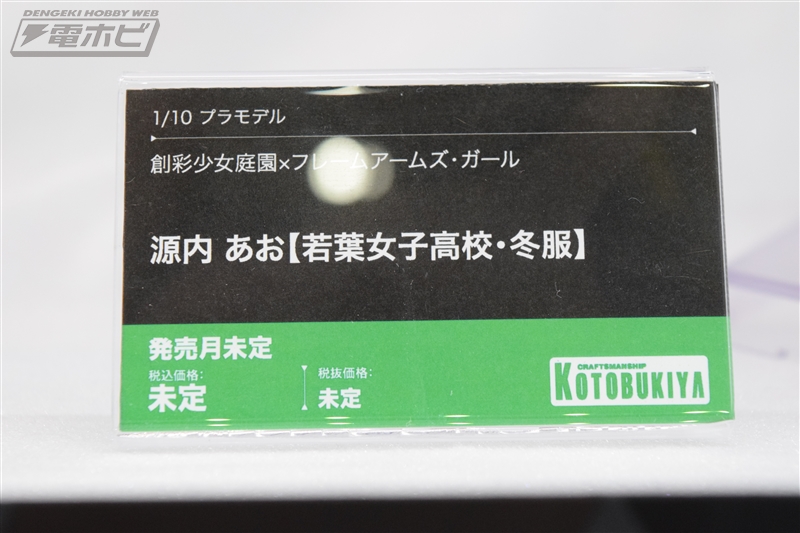 DENGEKI HOBBY WEB
電ホビ
1/10 プラモデル
創彩少女庭園×フレームアームズ・ガール
源内 あお【若葉女子高校・冬服】
発売月未定
税込価格:
未定
税抜価格:
未定
CRAFTSMANSHIP
KOTOBUKIYA